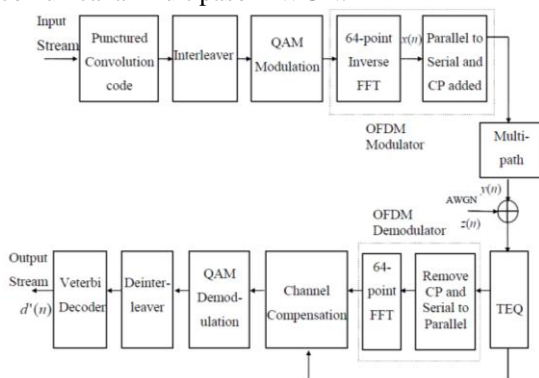 Input
Stream
Punctured
Convolution
code
Interleaver
QAM
Modulation
64-point
Inverse
FFT
x(n)
Parallel to
Serial and
CP added
OFDM
Modulator
Multi-
path
y(n)
AWGN
z(n)
OFDM
Demodulator
Output
Stream
d'(n)
Veterbi
Decoder
Deinter-
leaver
QAM
Demod-
ulation
Channel
Compensation
64-
point
FFT
Remove
CP and
Serial to
Parallel
TEQ